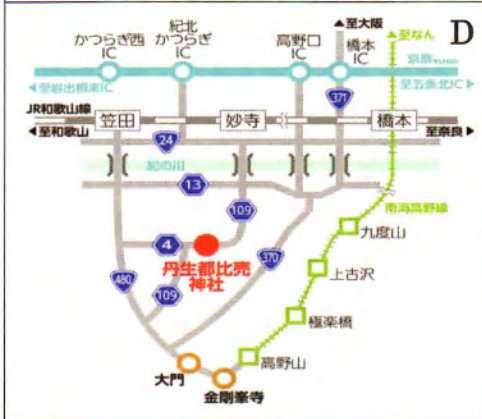 D
▲至大阪
▲至なん
かつらぎ西
IC
紀北
かつらぎ
IC
高野口
IC
橋本
IC
京奈
◀至岩出根来IC
至五條北IC▶
371
JR和歌山線
笠田
妙寺
橋本
◀至和歌山
至奈良▶
24
紀の川
13
南海高野線
109
九度山
4
370
丹生都比売
神社
上古沢
480
109
極楽橋
高野山
大門
金剛峯寺